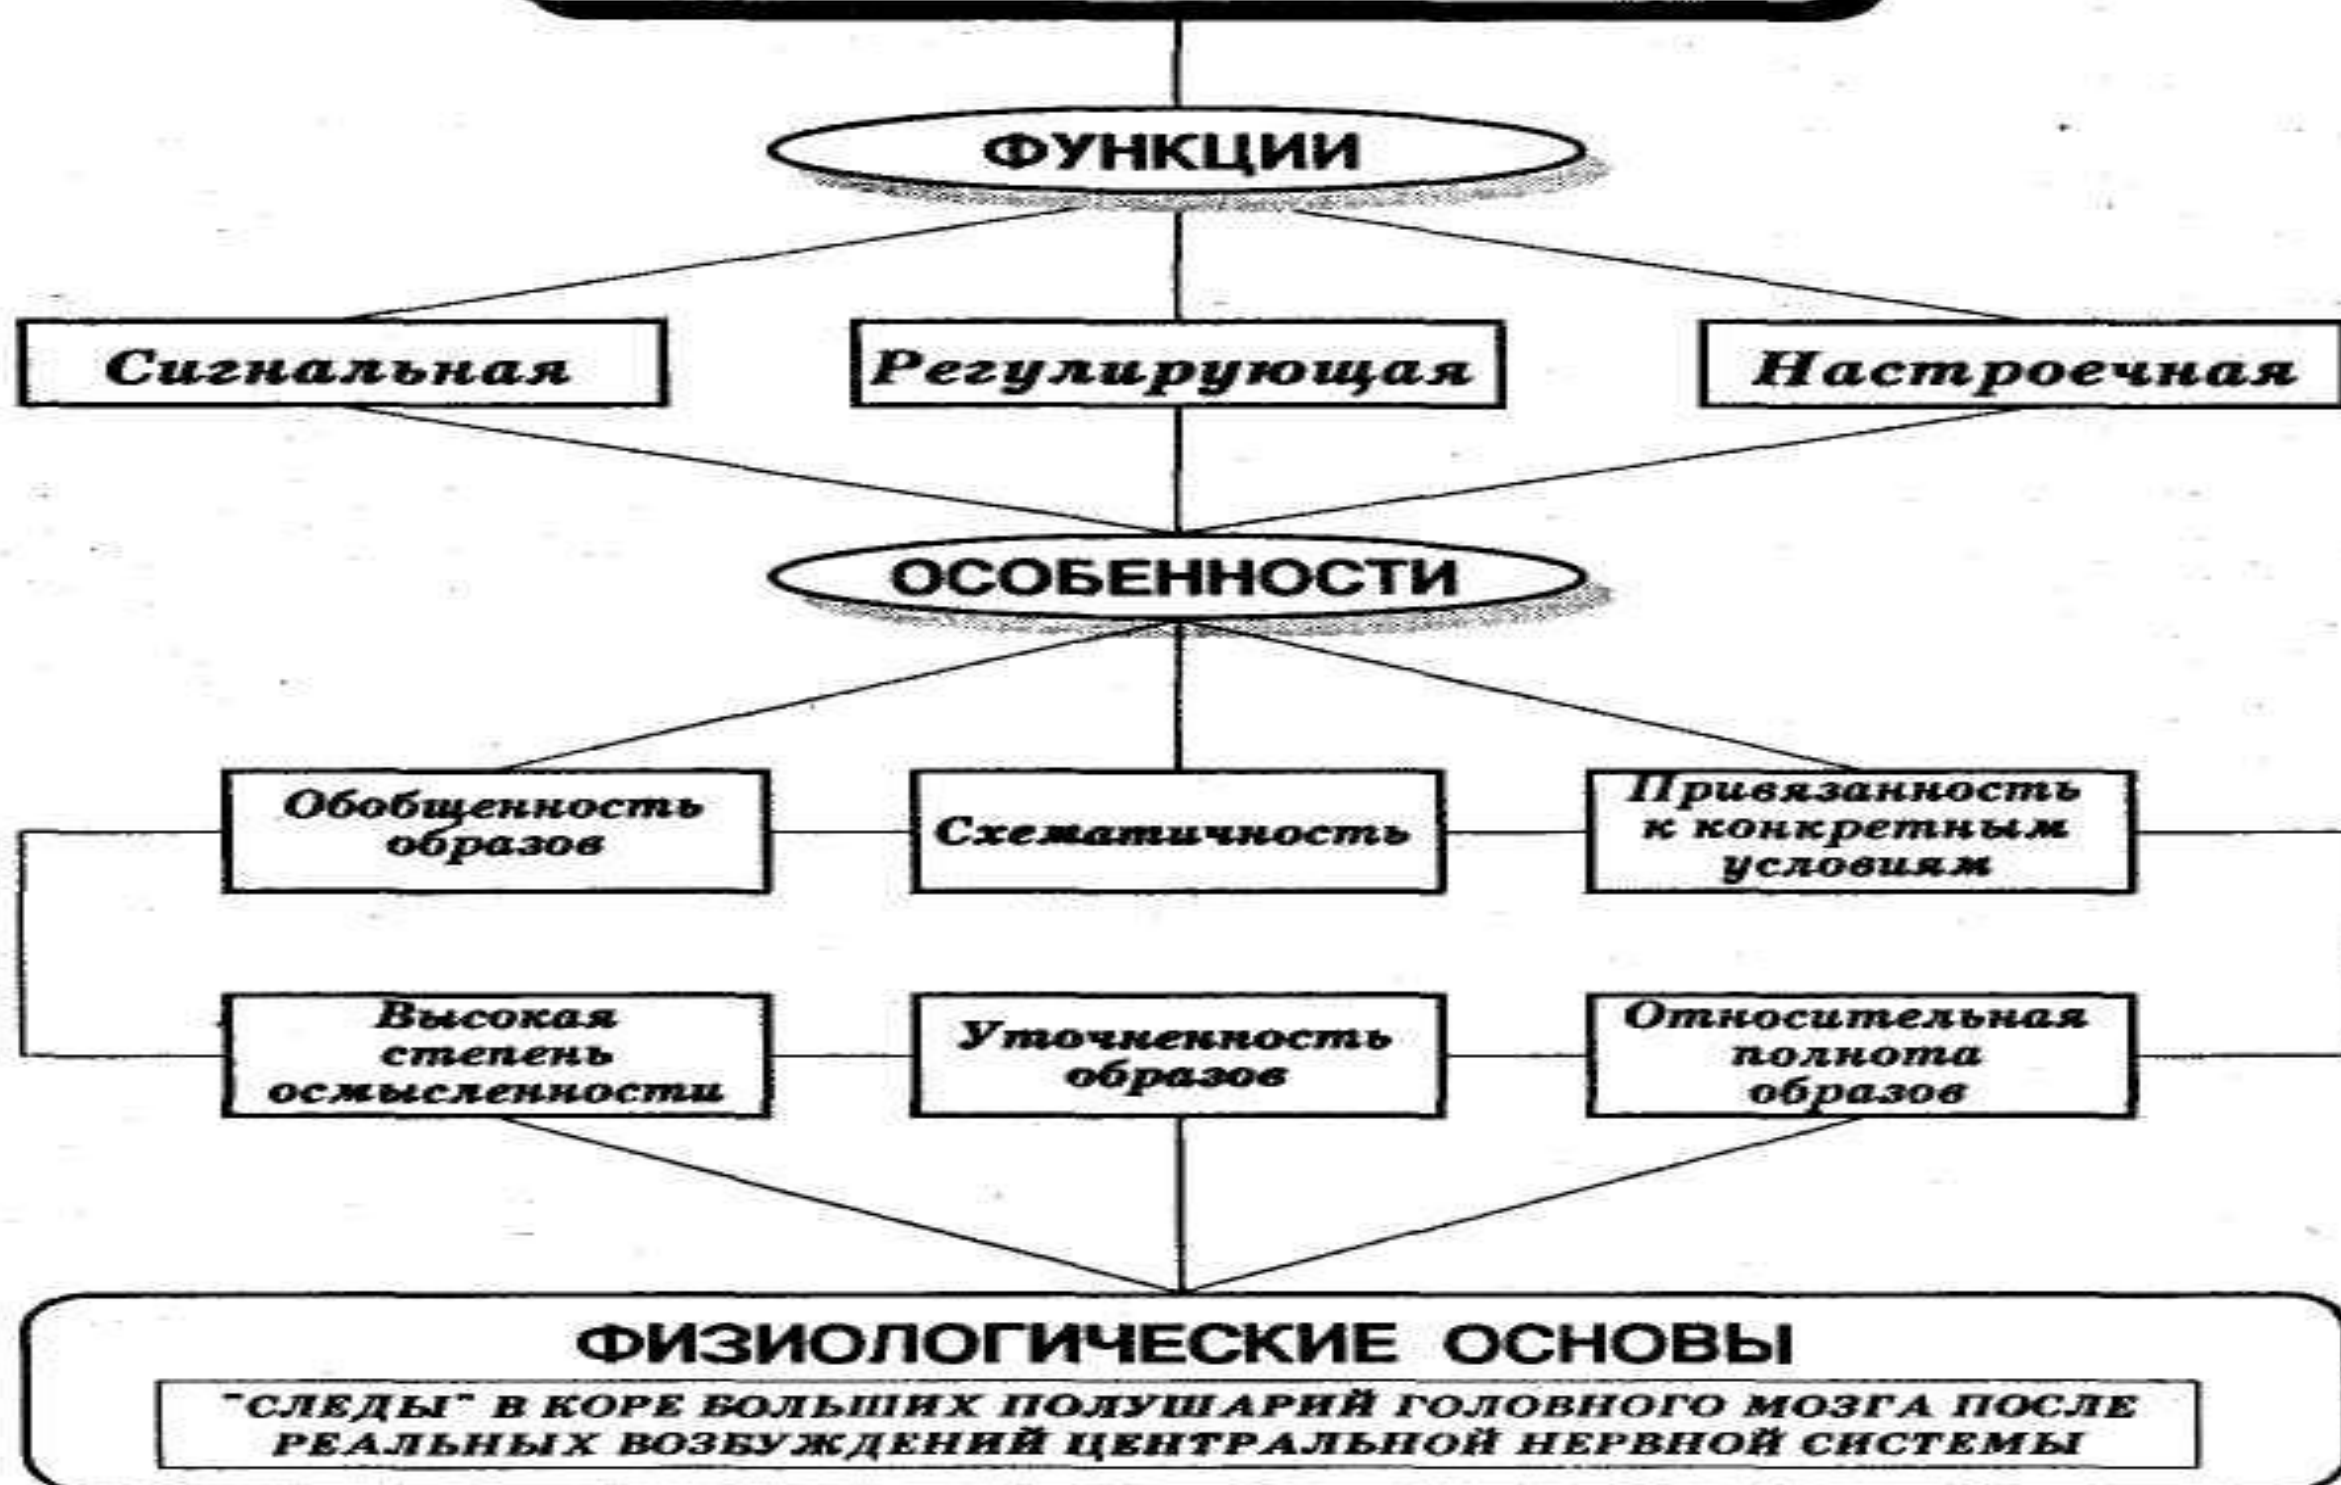 ФУНКЦИИ
Сигнальная
Регулирующая
Настроечная
ОСОБЕННОСТИ
Обобщенность
образов
Схематичность
Привязанность
к конкретным
условиям
Высокая
степень
осмысленности
Уточненность
образов
Относительная
полнота
образов
ФИЗИОЛОГИЧЕСКИЕ ОСНОВЫ
"СЛЕДЫ" В КОРЕ БОЛЬШИХ ПОЛУШАРИЙ ГОЛОВНОГО МОЗГА ПОСЛЕ
РЕАЛЬНЫХ ВОЗБУЖДЕНИЙ ЦЕНТРАЛЬНОЙ НЕРВНОЙ СИСТЕМЫ